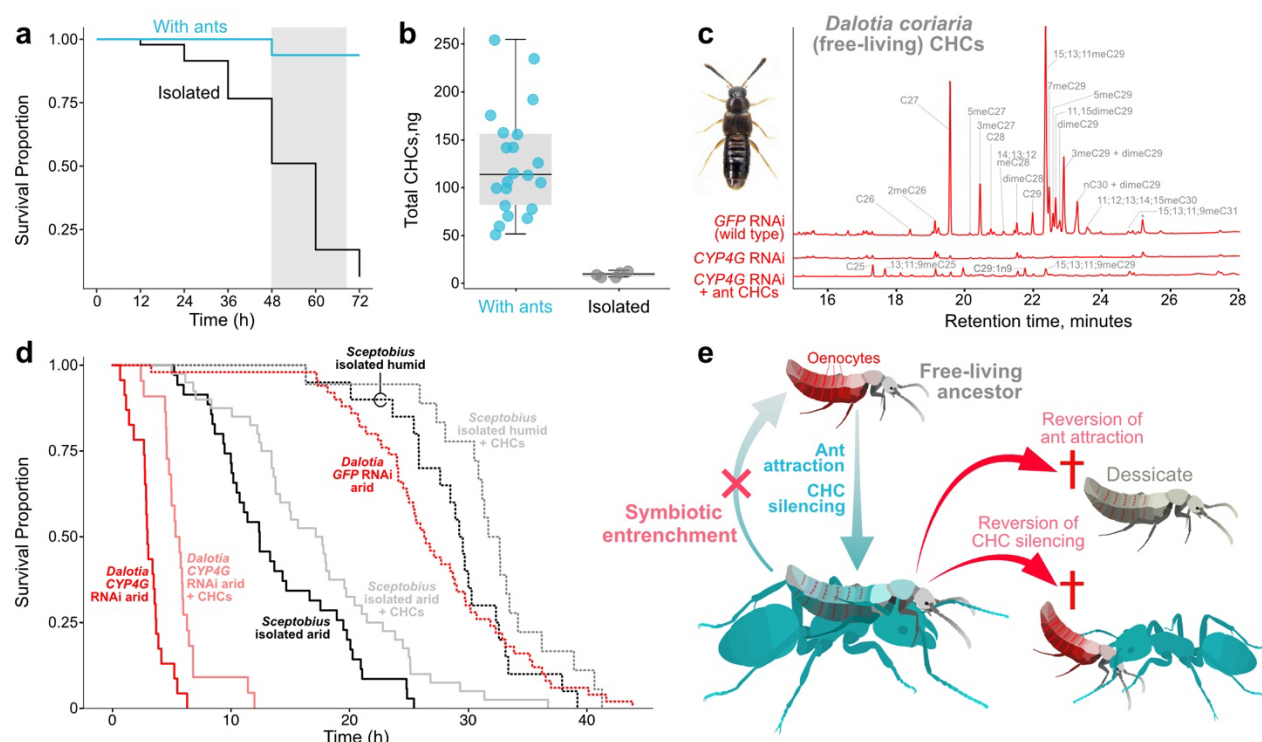 a
With ants
Isolated
Survival Proportion
1.00
0.75
0.50
0.25
0
12
24
36
48
60
72
Time (h)
b
Total CHCs,ng
250
200
150
100
50
0
With ants
Isolated
c
Dalotia coriaria
(free-living) CHCs
C26
2meC26
C27
5meC27
3meC27
C28
14;13;12
meC28
dimeC28
C29
15;13;11meC29
7meC29
5meC29
11,15dimeC29
dimeC29
3meC29 + dimeC29
nC30 + dimeC29
11;12;13;14;15meC30
15;13;11;9meC31
GFP RNAi
(wild type)
CYP4G RNAi
CYP4G RNAi
+ ant CHCs
C25
13;11;9meC25
C29:1n9
15;13;11;9meC29
16
18
20
22
24
26
28
Retention time, minutes
d
Survival Proportion
1.00
0.75
0.50
0.25
0
Sceptobius
isolated humid
Sceptobius
isolated humid
+ CHCs
Dalotia
GFP RNAi
arid
Dalotia
CYP4G
RNAi arid
Dalotia
CYP4G
RNAi arid
+ CHCs
Sceptobius
isolated arid
Sceptobius
isolated arid
+ CHCs
0
10
20
30
40
Time (h)
e
Oenocytes
Free-living
ancestor
Ant
attraction
CHC
silencing
Symbiotic
entrenchment
Reversion of
ant attraction
Dessicate
Reversion of
CHC silencing